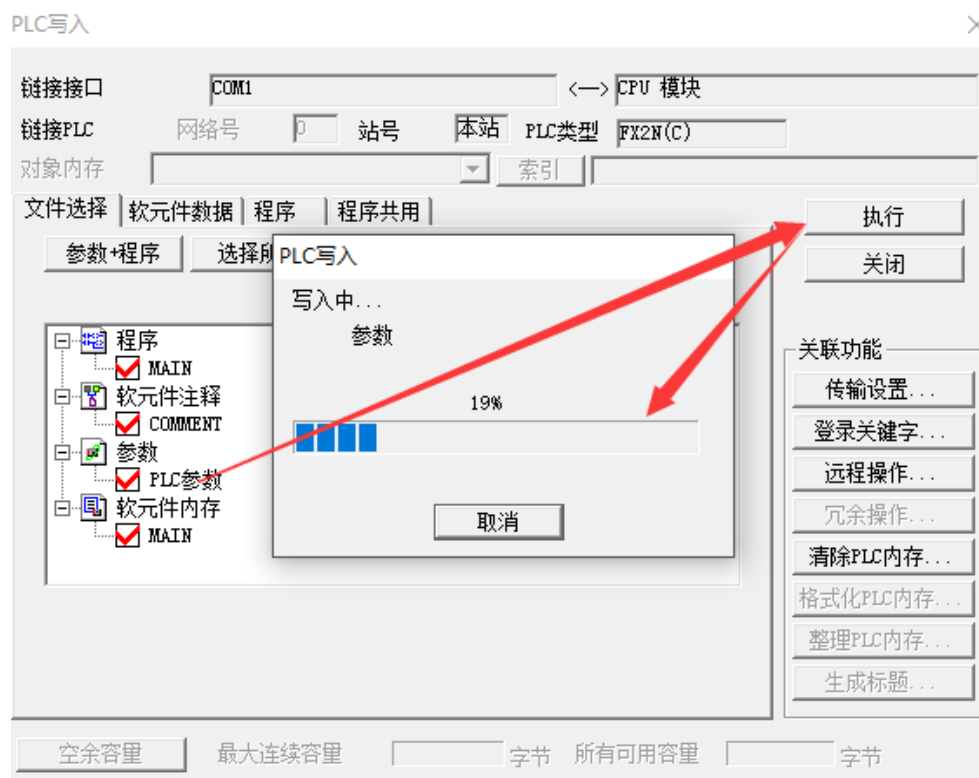 PLC写入
链接接口 COM1 <—> CPU 模块
链接PLC 网络号 0 站号 本站 PLC类型 FX2N(C)
对象内存 索引
文件选择 软元件数据 程序 程序共用
执行
参数+程序 选择所
关闭
PLC写入
写入中...
参数
19%
取消
程序
MAIN
软元件注释
COMMENT
参数
PLC参数
软元件内存
MAIN
关联功能
传输设置...
登录关键字...
远程操作...
冗余操作...
清除PLC内存...
格式化PLC内存...
整理PLC内存...
生成标题...
空余容量 最大连续容量 字节 所有可用容量 字节